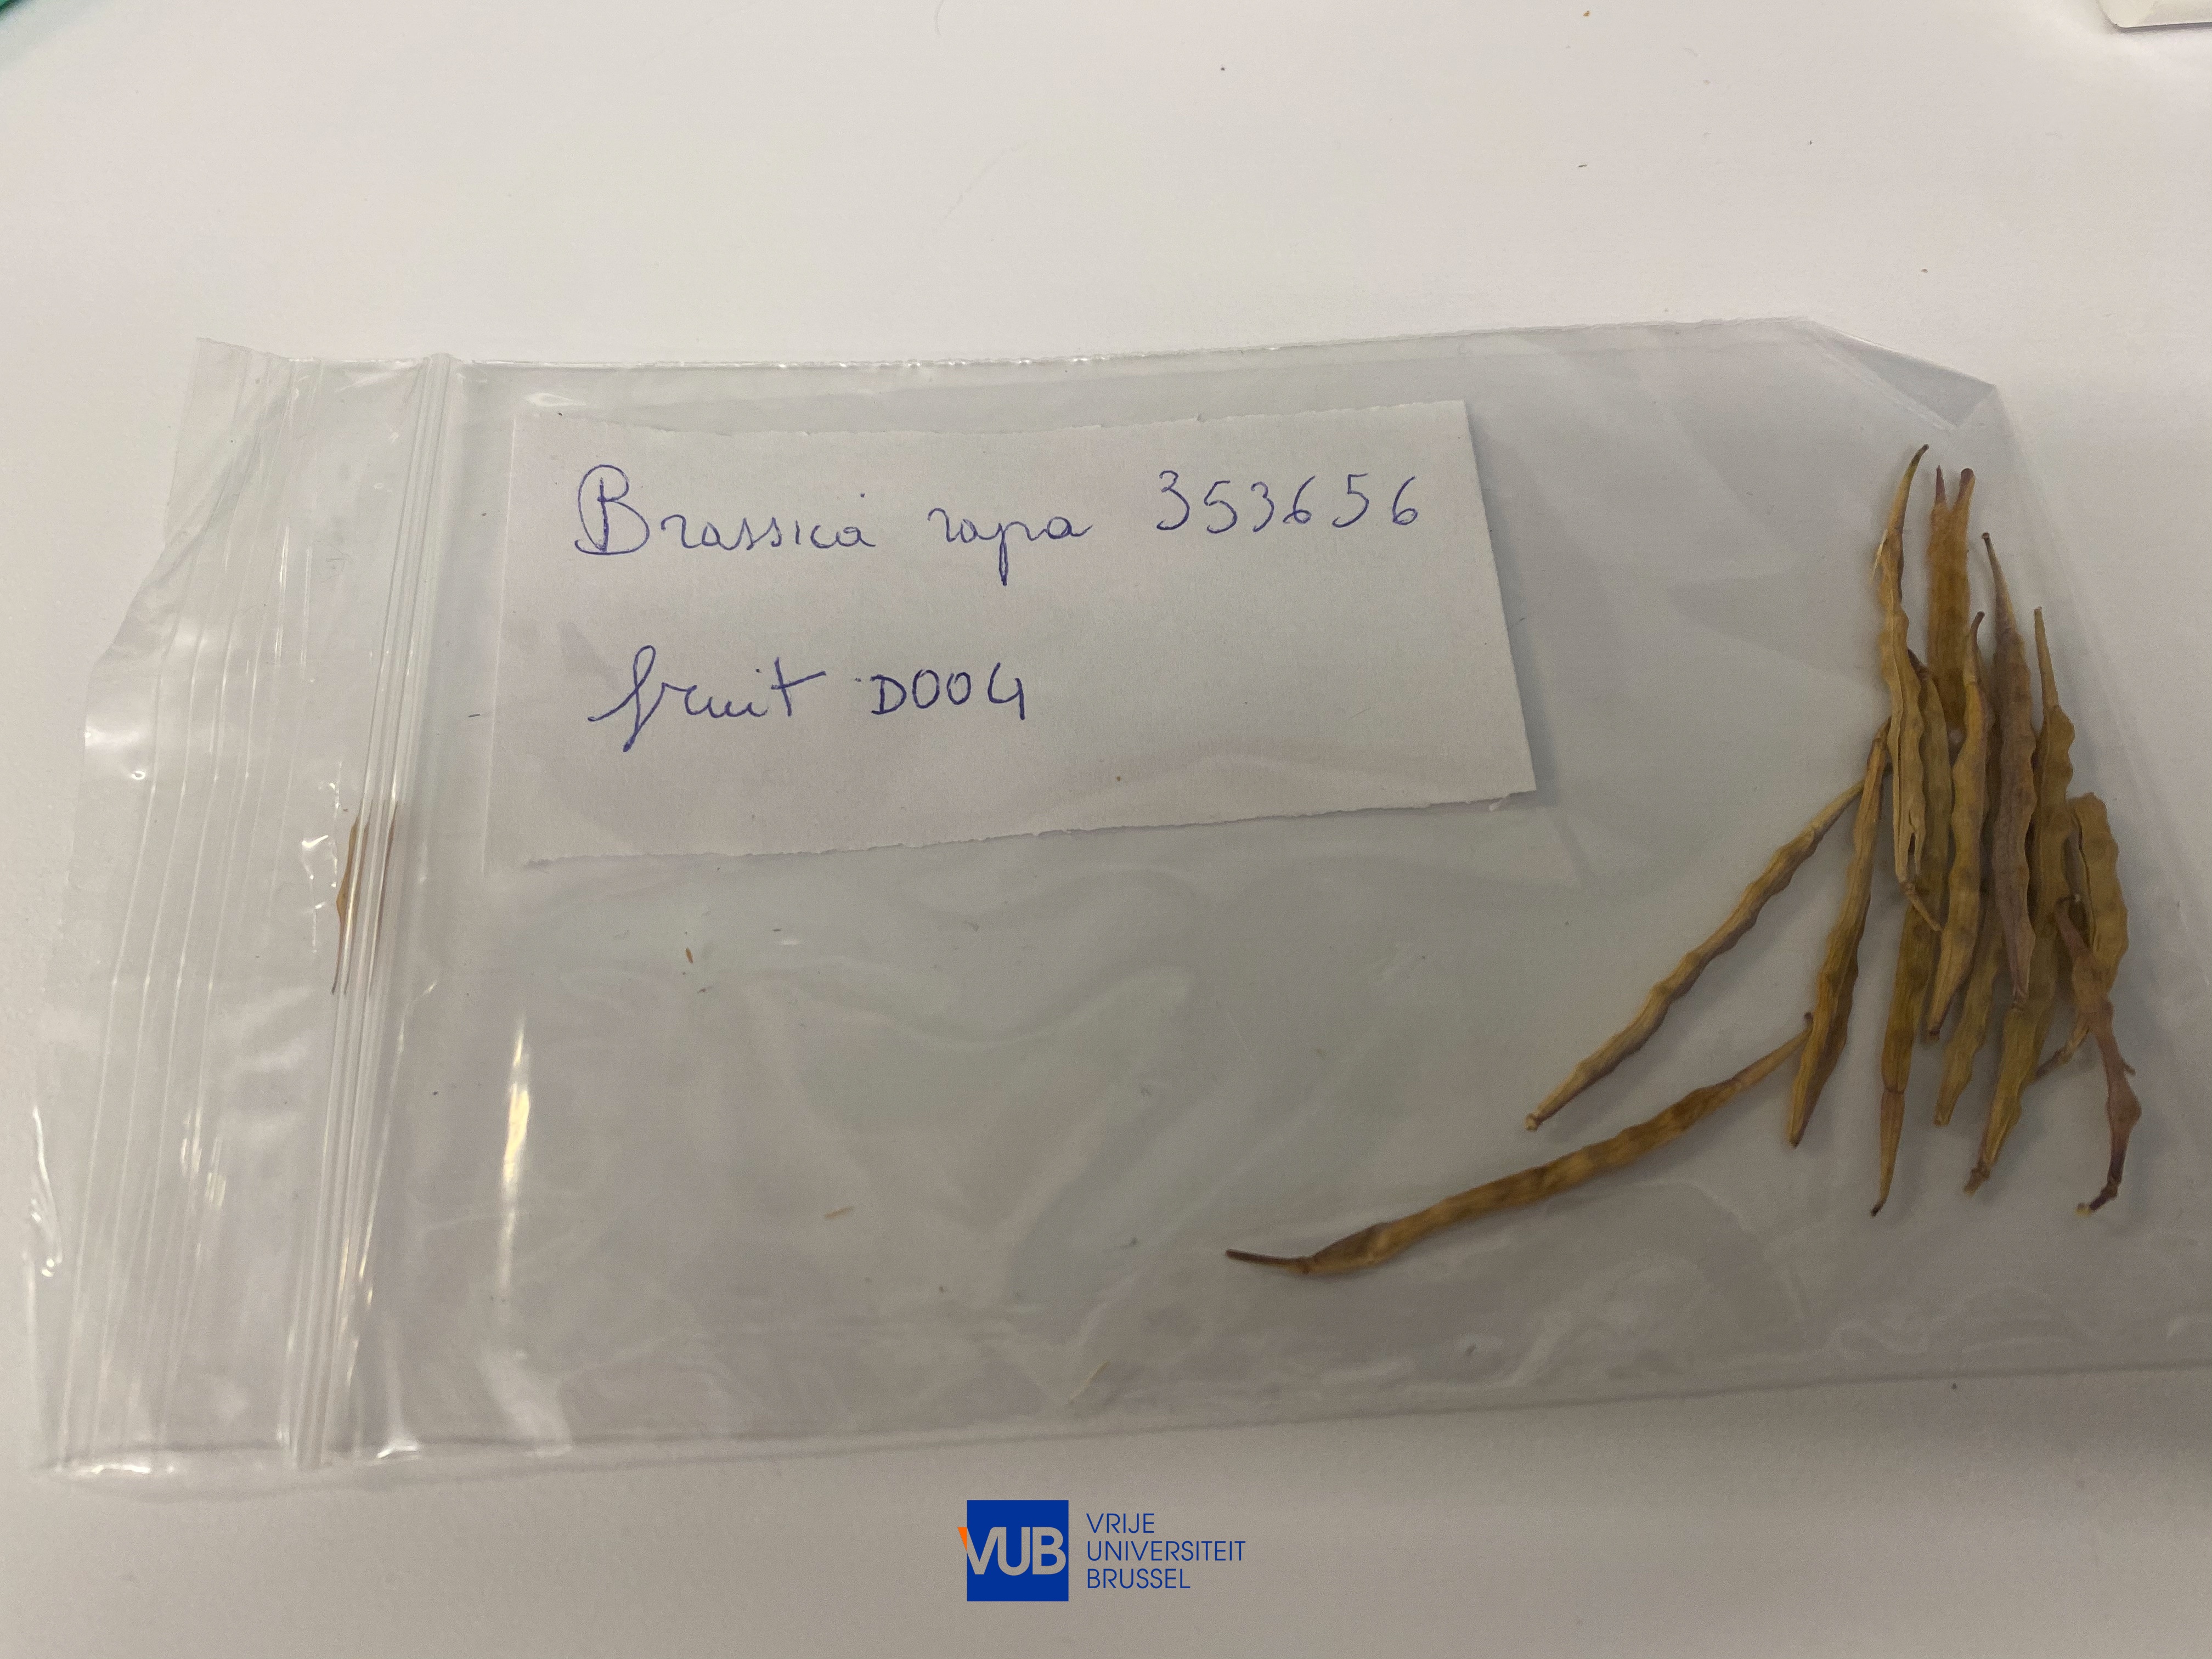 Brassica rapa 353656
fruit D004
VUB
VRIJE
UNIVERSITEIT
BRUSSEL